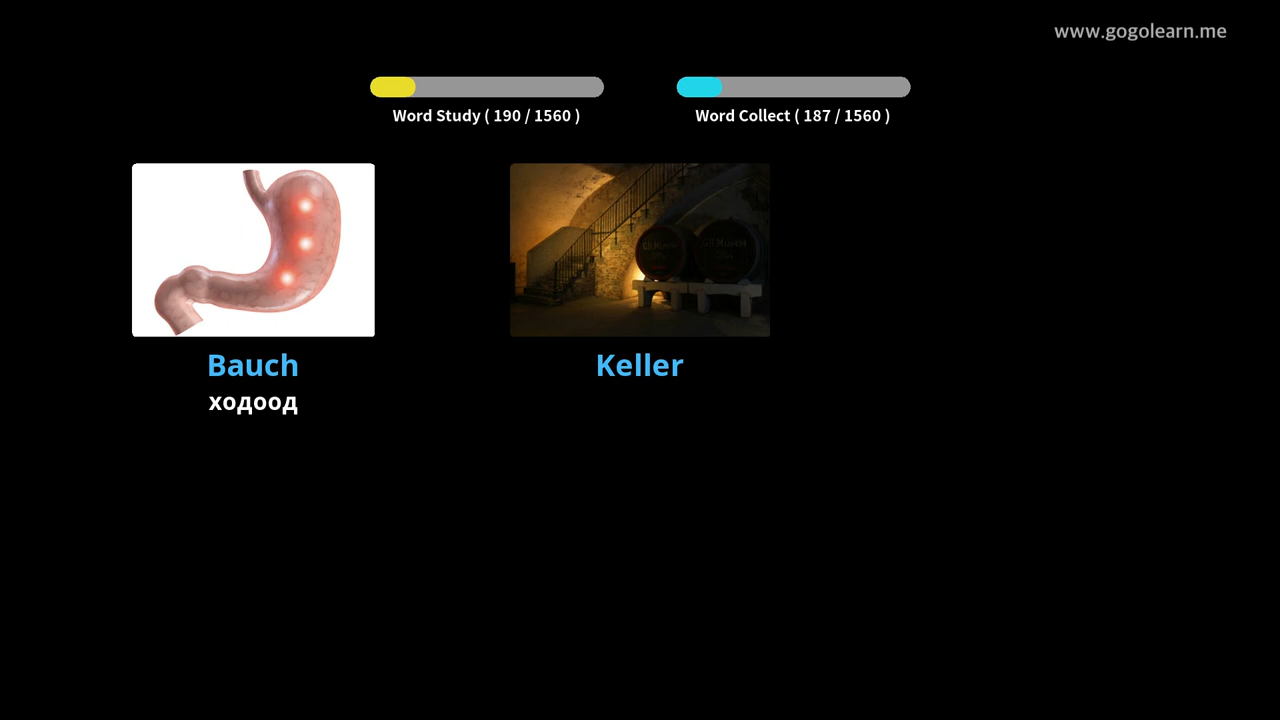 www.gogolearn.me
Word Study ( 190 / 1560 )
Word Collect ( 187 / 1560 )
Bauch
ходоод
Keller